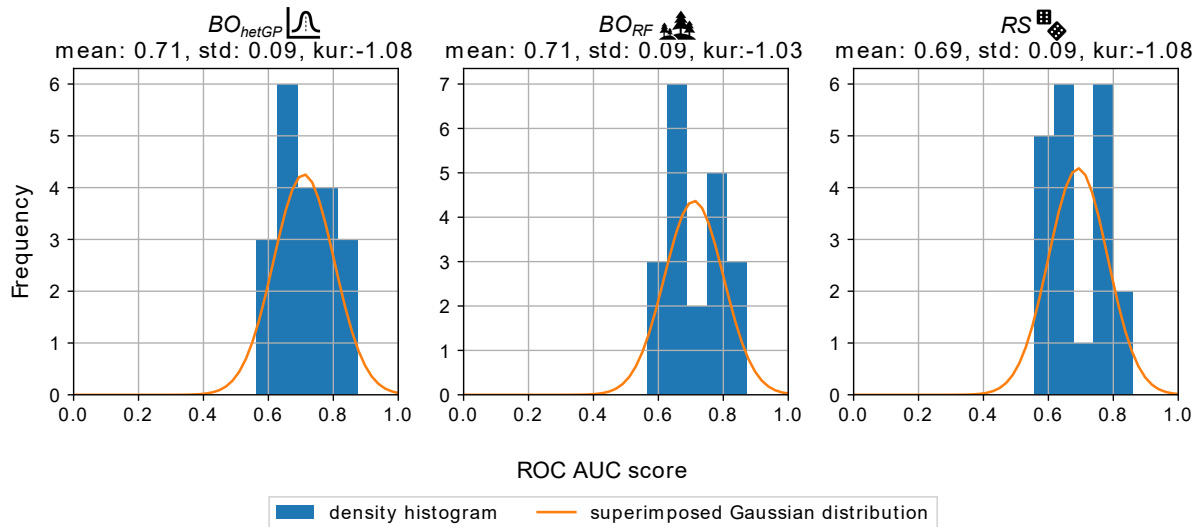 BO_hetGP
mean: 0.71, std: 0.09, kur:-1.08
BO_RF
mean: 0.71, std: 0.09, kur:-1.03
RS
mean: 0.69, std: 0.09, kur:-1.08
Frequency
6
5
4
3
2
1
0
0.0 0.2 0.4 0.6 0.8 1.0
7
6
5
4
3
2
1
0
0.0 0.2 0.4 0.6 0.8 1.0
6
5
4
3
2
1
0
0.0 0.2 0.4 0.6 0.8 1.0
ROC AUC score
density histogram superimposed Gaussian distribution